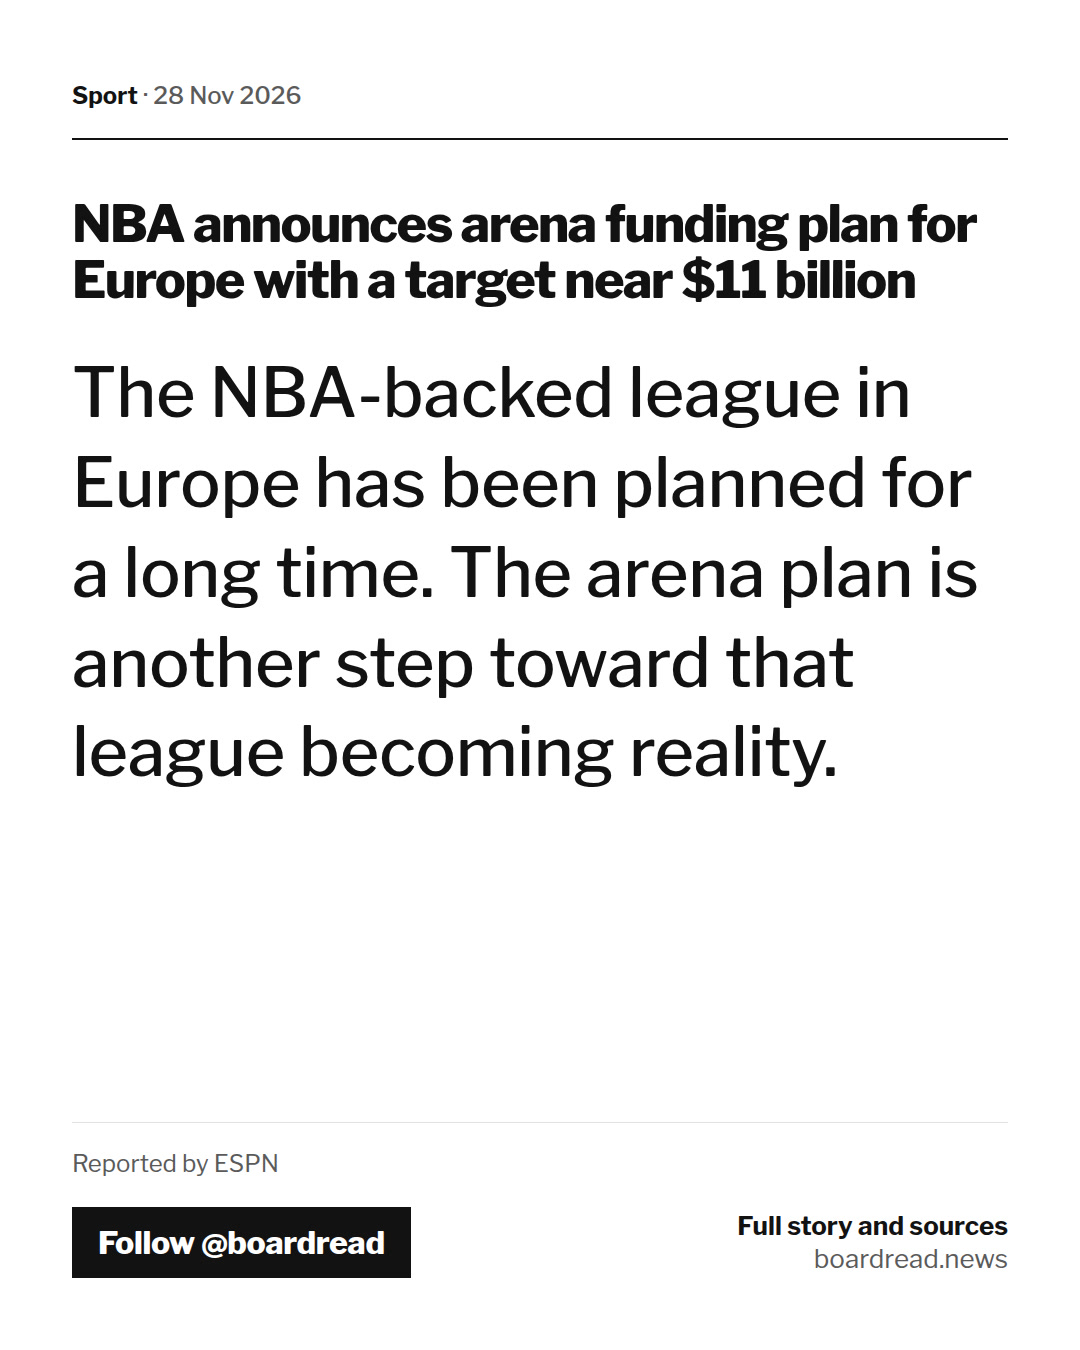 Sport · 28 Nov 2026
NBA announces arena funding plan for
Europe with a target near $11 billion
The NBA-backed league in
Europe has been planned for
a long time. The arena plan is
another step toward that
league becoming reality.
Reported by ESPN
Follow @boardread
Full story and sources
boardread.news